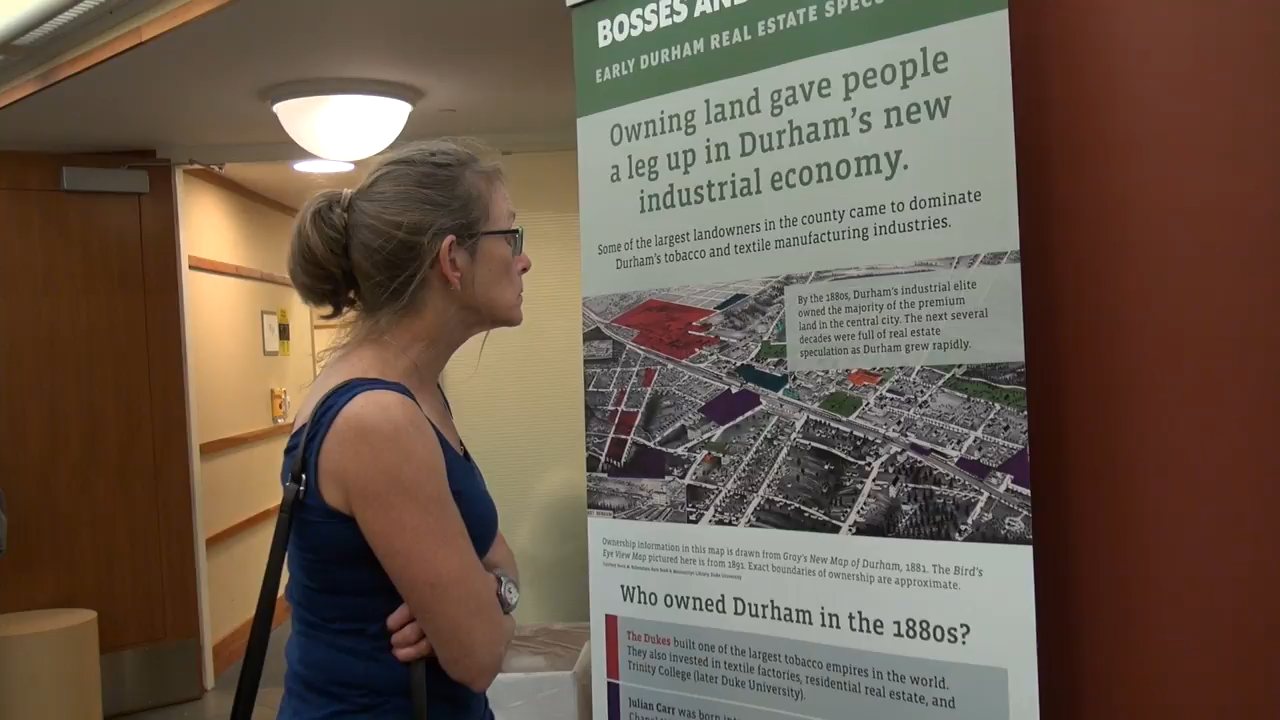 BOSSES AN
EARLY DURHAM REAL ESTATE SPECU
Owning land gave people
a leg up in Durham's new
industrial economy.
Some of the largest landowners in the county came to dominate
Durham's tobacco and textile manufacturing industries.
By the 1880s, Durham's industrial elite
owned the majority of the premium
land in the central city. The next several
decades were full of real estate
speculation as Durham grew rapidly.
Ownership information in this map is drawn from Gray's New Map of Durham, 1881. The Bird's
Eye View Map pictured here is from 1891. Exact boundaries of ownership are approximate.
Who owned Durham in the 1880s?
The Dukes built one of the largest tobacco empires in the world.
They also invested in textile factories, residential real estate, and
Trinity College (later Duke University).
Julian Carr was born